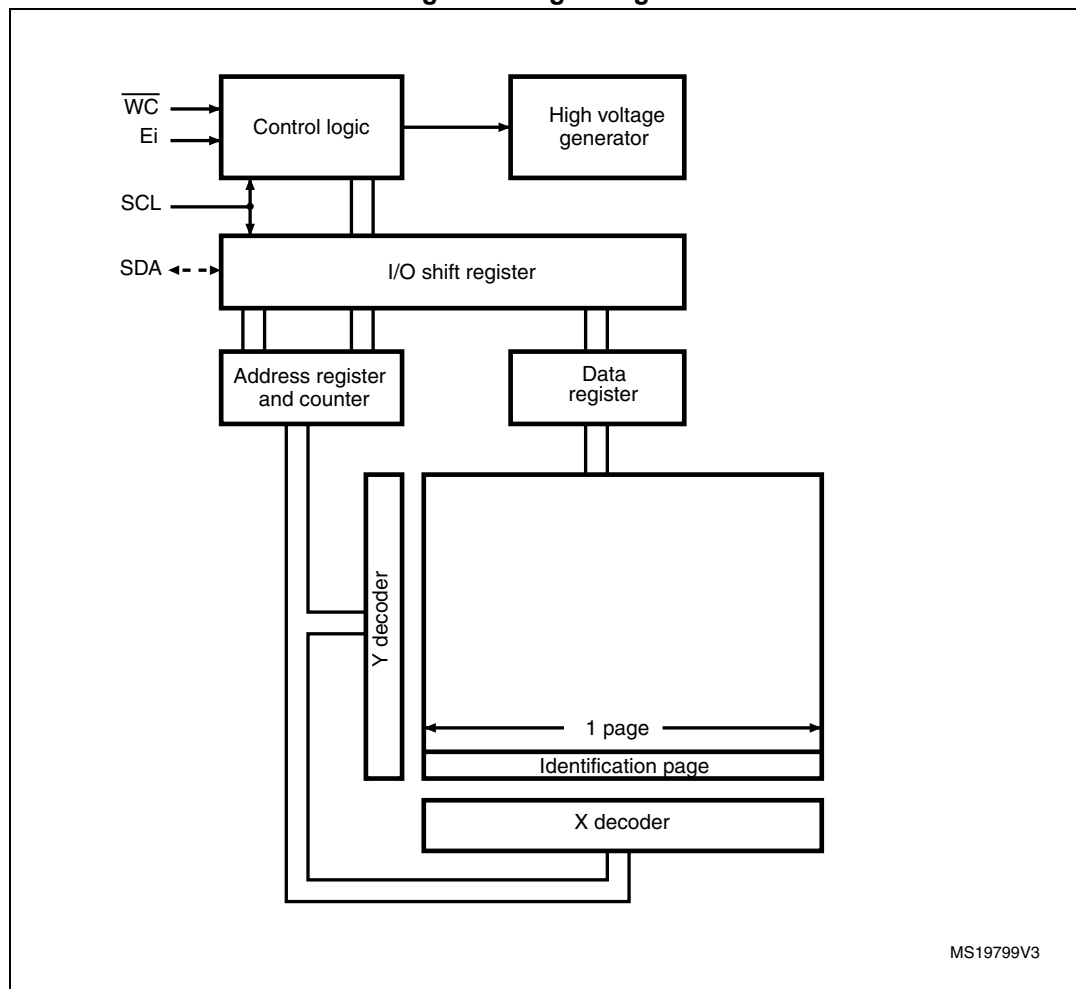 WC
Ei
Control logic
High voltage
generator
SCL
SDA
I/O shift register
Address register
and counter
Data
register
Y decoder
1 page
Identification page
X decoder
MS19799V3